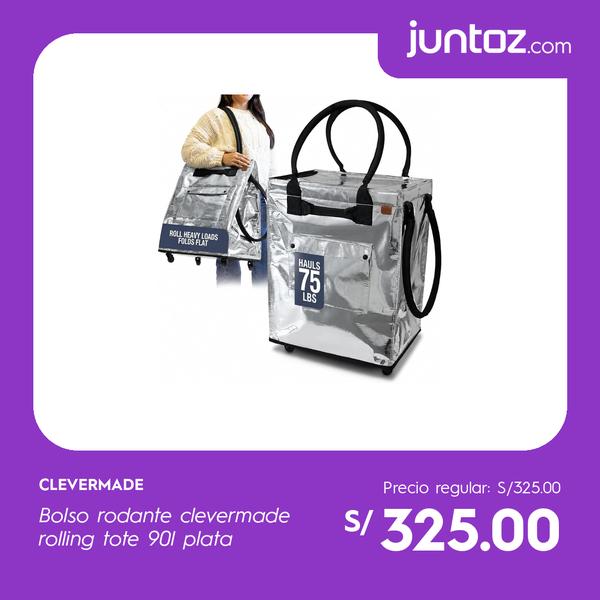 juntoz.com
ROLL HEAVY LOADS
FOLDS FLAT
HAULS
75
LBS
CLEVERMADE
Bolso rodante clevermade
rolling tote 90l plata
Precio regular: S/325.00
S/ 325.00